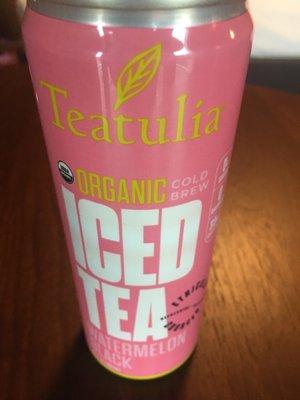 Teatulia
ORGANIC
COLD
BREW
ICED
TEA
WATERMELON